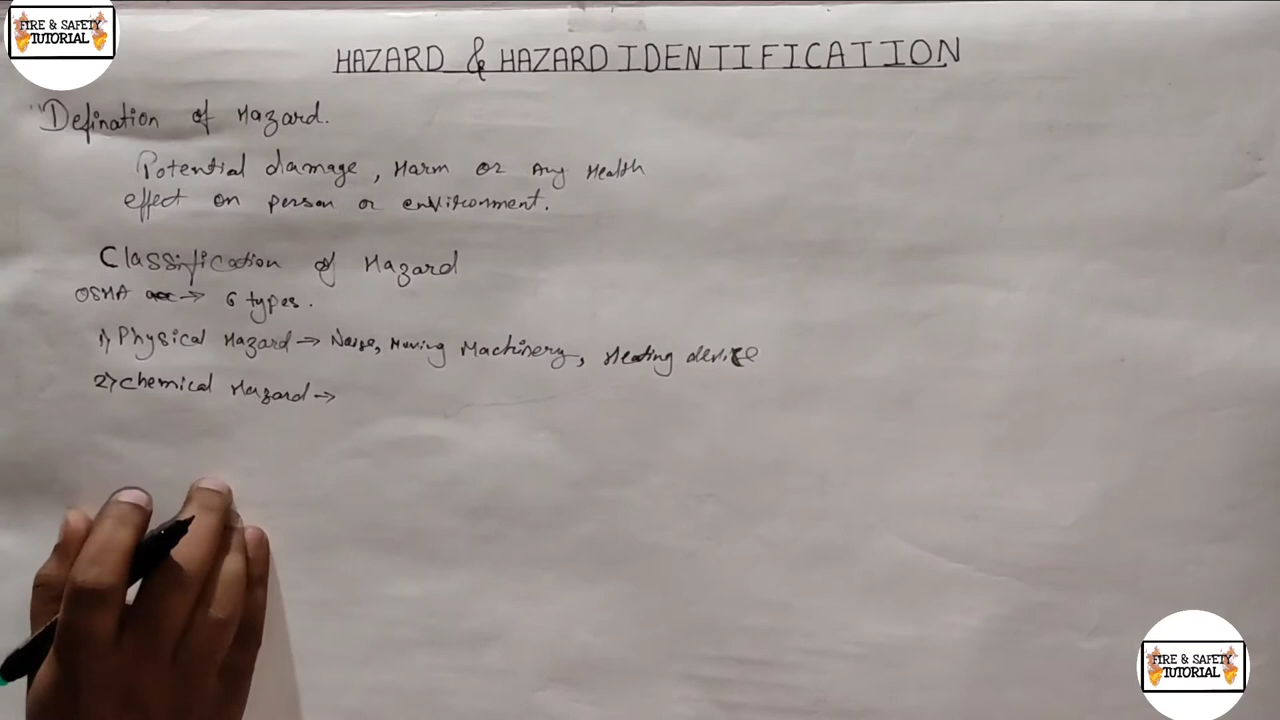 FIRE & SAFETY
TUTORIAL
HAZARD & HAZARD IDENTIFICATION
"Defination of Hazard.
Potential damage, Harm or Any Health
effect on person or environment.
Classification of Hazard
OSHA → 6 types.
1) Physical Hazard → Noise, Moving Machinery, Heating device
2) Chemical Hazard →
FIRE & SAFETY
TUTORIAL